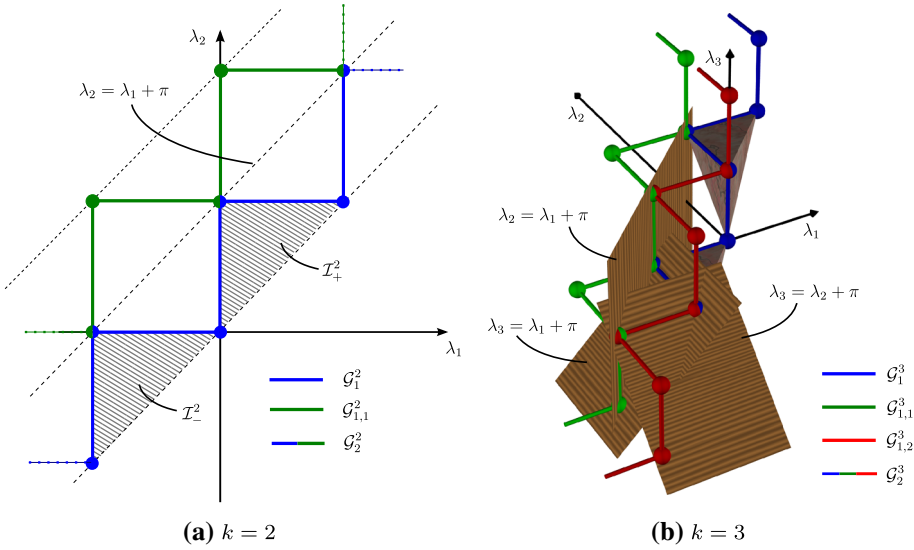 λ₂
λ₂ = λ₁ + π
𝓘²₊
λ₁
𝓘²₋
𝓖²₁
𝓖²₁,₁
𝓖²₂
(a) k = 2
λ₃
λ₂
λ₂ = λ₁ + π
λ₁
λ₃ = λ₂ + π
λ₃ = λ₁ + π
𝓖³₁
𝓖³₁,₁
𝓖³₁,₂
𝓖³₂
(b) k = 3